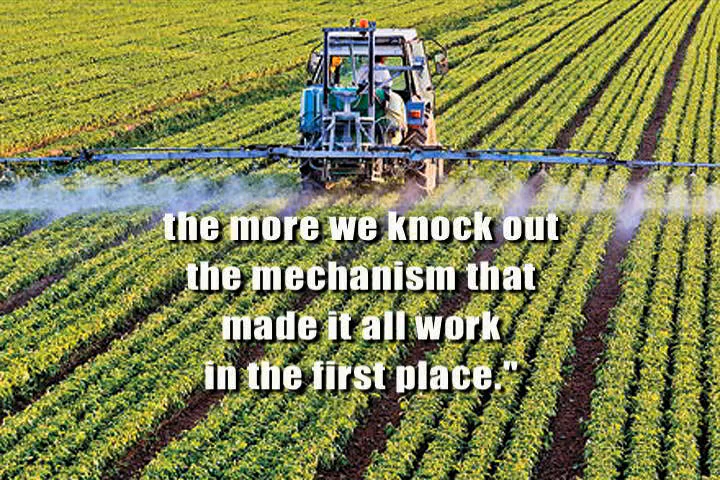 the more we knock out
the mechanism that
made it all work
in the first place."